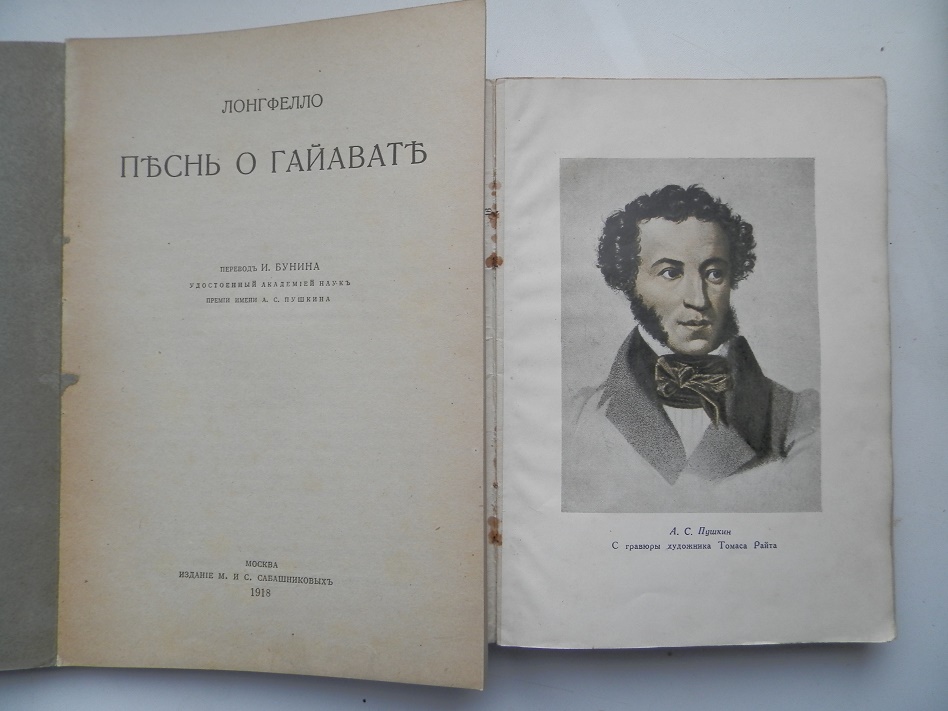 ЛОНГФЕЛЛО
ПѢСНЬ О ГАЙАВАТѢ
ПЕРЕВОДЪ И. БУНИНА
УДОСТОЕННЫЙ АКАДЕМІЕЙ НАУКЪ
ПРЕМІИ ИМЕНИ А. С. ПУШКИНА
МОСКВА
ИЗДАНІЕ М. И С. САБАШНИКОВЫХЪ
1918
А. С. Пушкин
С гравюры художника Томаса Райта